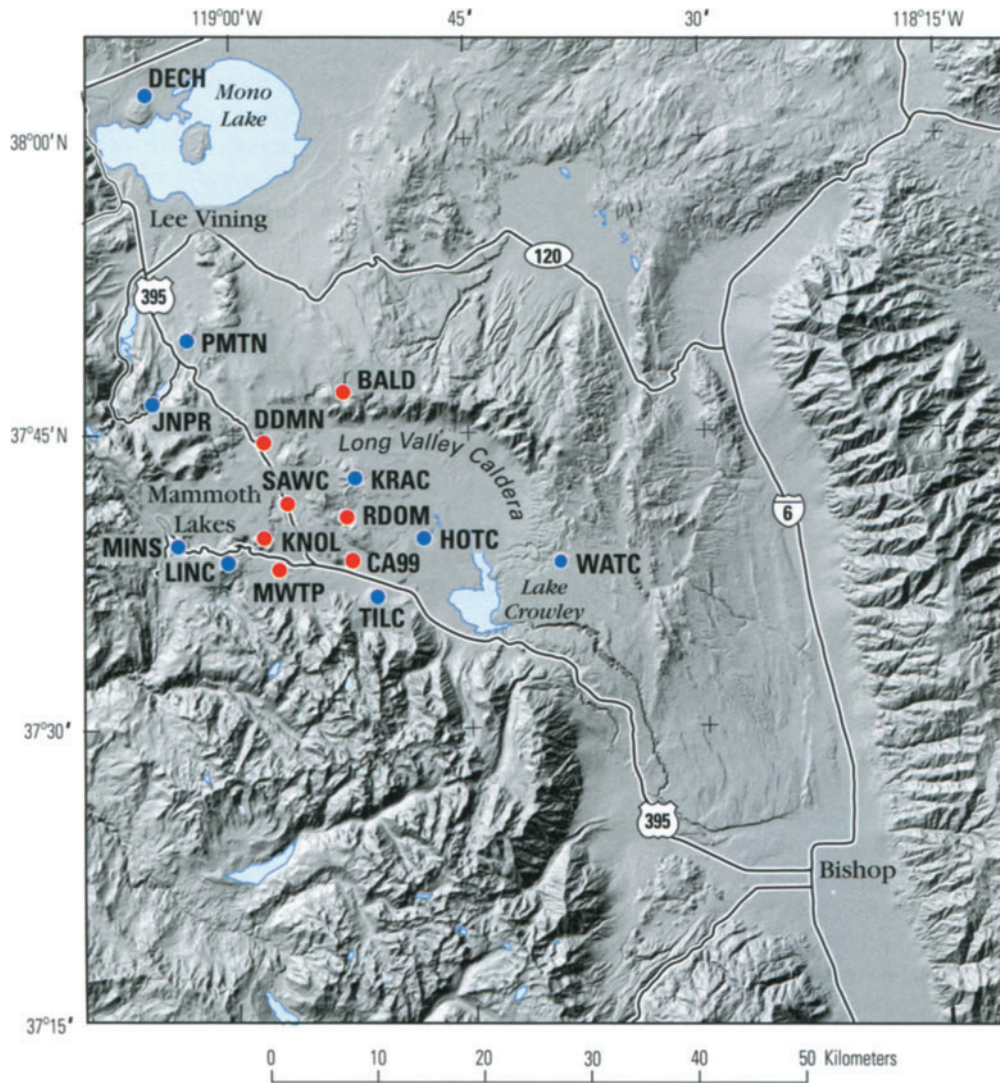 119°00′W
45′
30′
118°15′W
DECH
Mono
Lake
38°00′N
Lee Vining
120
395
PMTN
BALD
JNPR
DDMN
37°45′N
Long Valley Caldera
SAWC
KRAC
Mammoth
Lakes
RDOM
6
MINS
KNOL
HOTC
LINC
CA99
WATC
MWTP
TILC
Lake
Crowley
37°30′
395
Bishop
37°15′
0 10 20 30 40 50 Kilometers